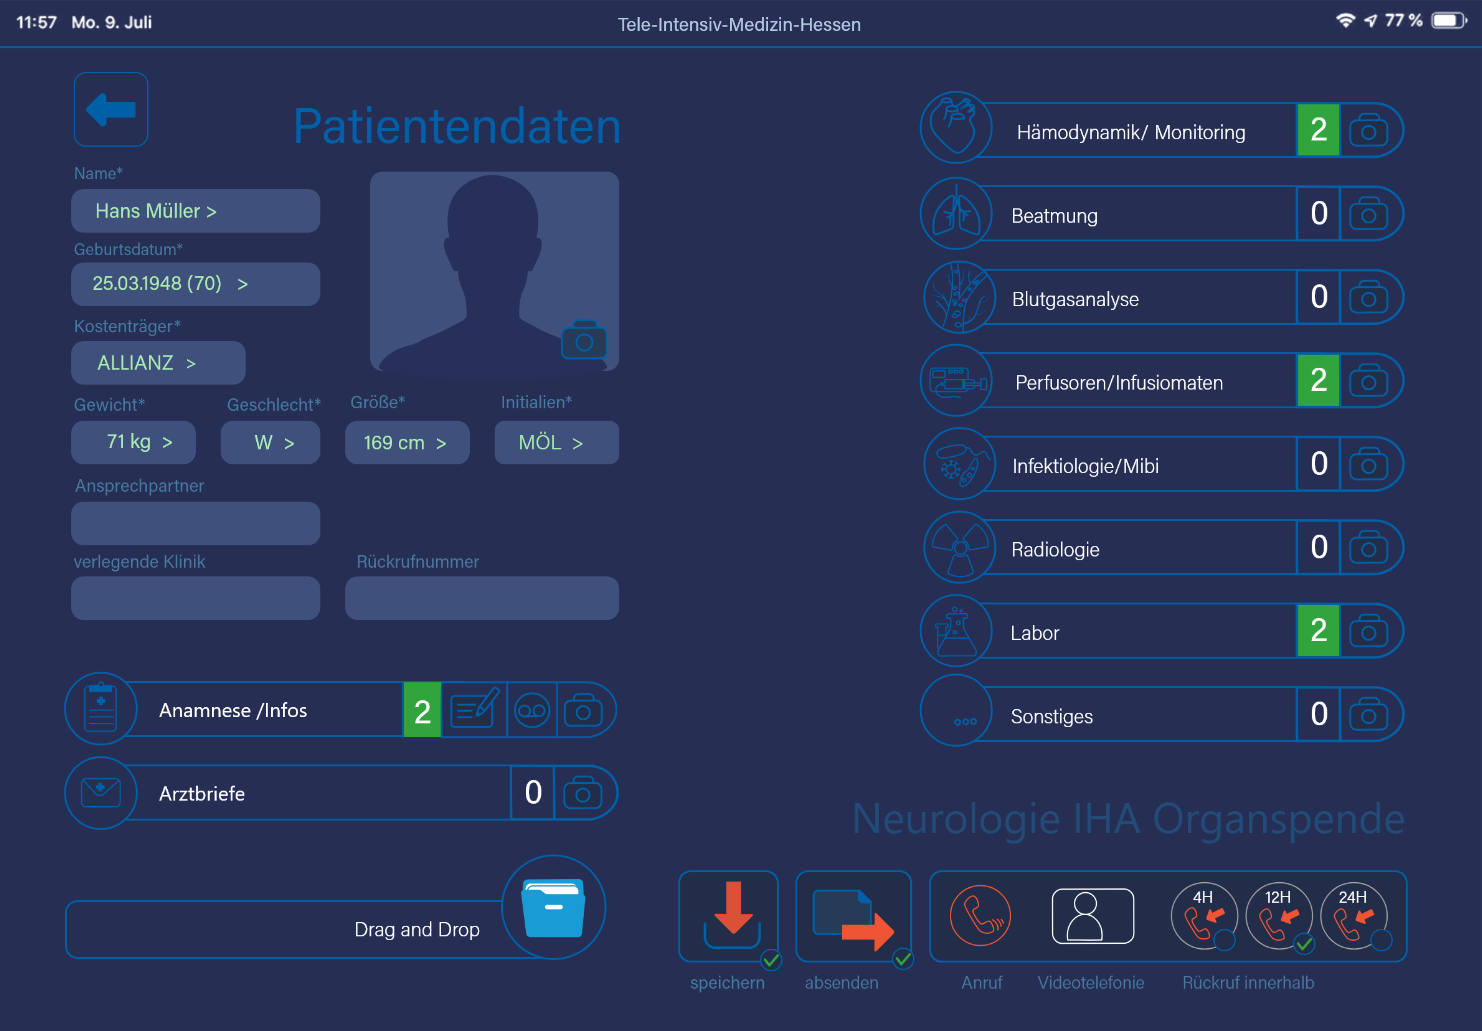 11:57 Mo. 9. Juli
Tele-Intensiv-Medizin-Hessen
77 %
Patientendaten
Name*
Hans Müller >
Geburtsdatum*
25.03.1948 (70) >
Kostenträger*
ALLIANZ >
Gewicht* Geschlecht* Größe* Initialien*
71 kg > W > 169 cm > MÖL >
Ansprechpartner
verlegende Klinik Rückrufnummer
Anamnese /Infos 2
Arztbriefe 0
Drag and Drop
Hämodynamik/ Monitoring 2
Beatmung 0
Blutgasanalyse 0
Perfusoren/Infusiomaten 2
Infektiologie/Mibi 0
Radiologie 0
Labor 2
Sonstiges 0
Neurologie IHA Organspende
4H 12H 24H
speichern absenden Anruf Videotelefonie Rückruf innerhalb